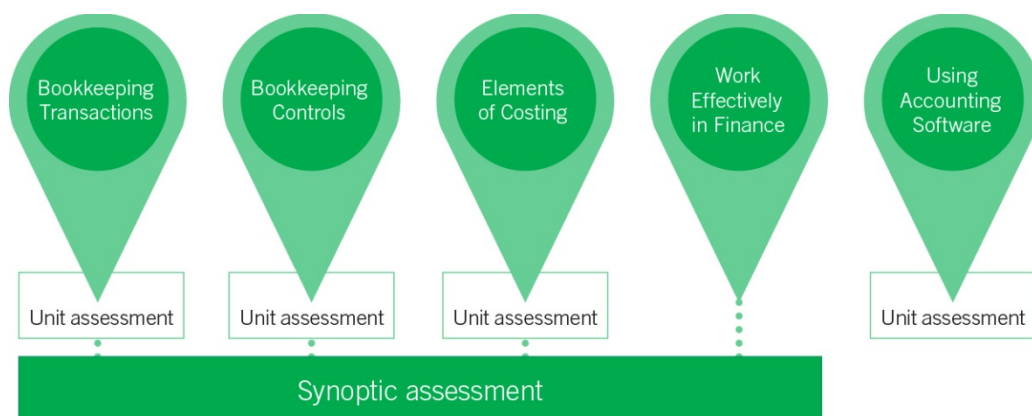 Bookkeeping
Transactions
Bookkeeping
Controls
Elements
of Costing
Work
Effectively
in Finance
Using
Accounting
Software
Unit assessment
Unit assessment
Unit assessment
Unit assessment
Synoptic assessment